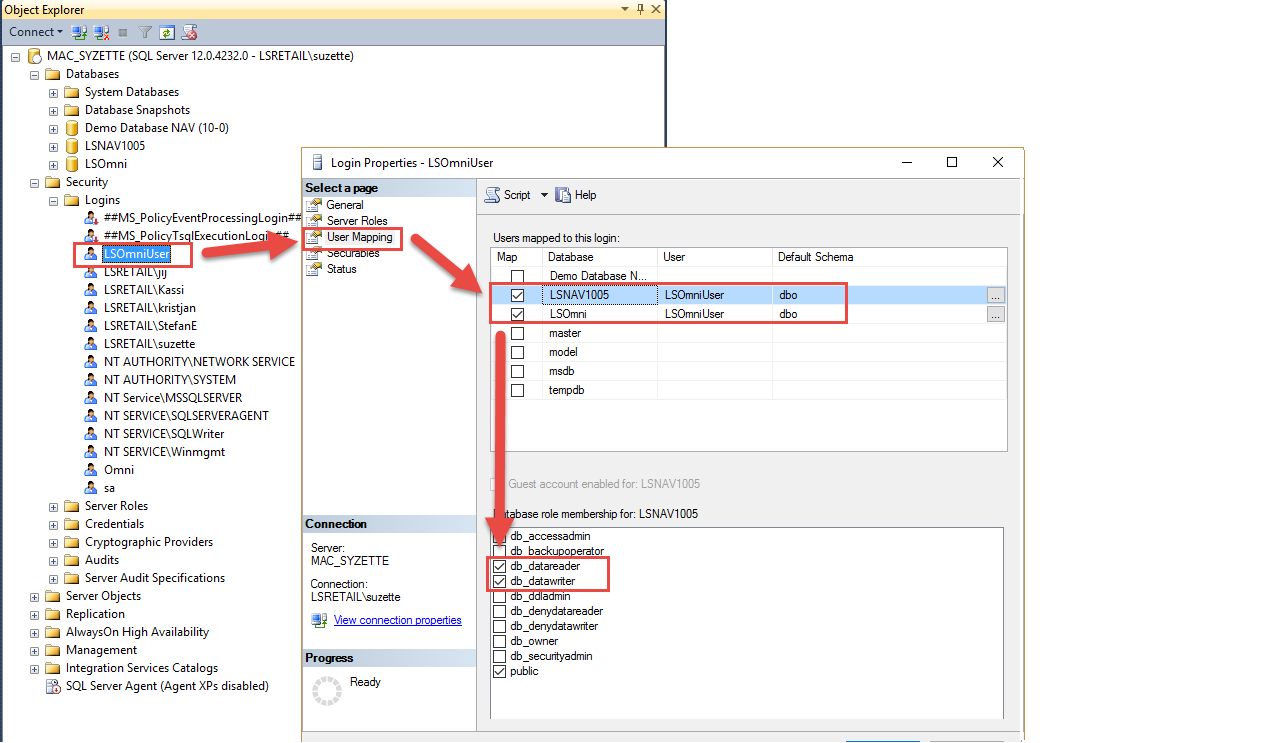 Object Explorer
Connect
MAC_SYZETTE (SQL Server 12.0.4232.0 - LSRETAIL\suzette)
Databases
System Databases
Database Snapshots
Demo Database NAV (10-0)
LSNAV1005
LSOmni
Security
Logins
##MS_PolicyEventProcessingLogin##
##MS_PolicyTsqlExecutionLogin##
LSOmniUser
LSRETAIL\jij
LSRETAIL\Kassi
LSRETAIL\kristjan
LSRETAIL\StefanE
LSRETAIL\suzette
NT AUTHORITY\NETWORK SERVICE
NT AUTHORITY\SYSTEM
NT Service\MSSQLSERVER
NT SERVICE\SQLSERVERAGENT
NT SERVICE\SQLWriter
NT SERVICE\Winmgmt
Omni
sa
Server Roles
Credentials
Cryptographic Providers
Audits
Server Audit Specifications
Server Objects
Replication
AlwaysOn High Availability
Management
Integration Services Catalogs
SQL Server Agent (Agent XPs disabled)
Login Properties - LSOmniUser
Select a page
General
Server Roles
User Mapping
Securables
Status
Connection
Server:
MAC_SYZETTE
Connection:
LSRETAIL\suzette
View connection properties
Progress
Ready
Script Help
Users mapped to this login:
Map Database User Default Schema
Demo Database N...
LSNAV1005 LSOmniUser dbo ...
LSOmni LSOmniUser dbo ...
master
model
msdb
tempdb
Guest account enabled for: LSNAV1005
Database role membership for: LSNAV1005
db_accessadmin
db_backupoperator
db_datareader
db_datawriter
db_ddladmin
db_denydatareader
db_denydatawriter
db_owner
db_securityadmin
public